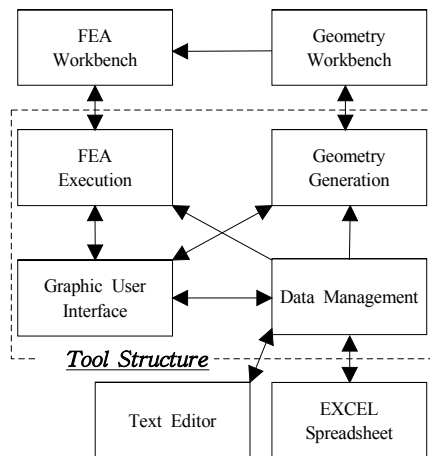 FEA
Workbench
Geometry
Workbench
FEA
Execution
Geometry
Generation
Graphic User
Interface
Data Management
Tool Structure
Text Editor
EXCEL
Spreadsheet